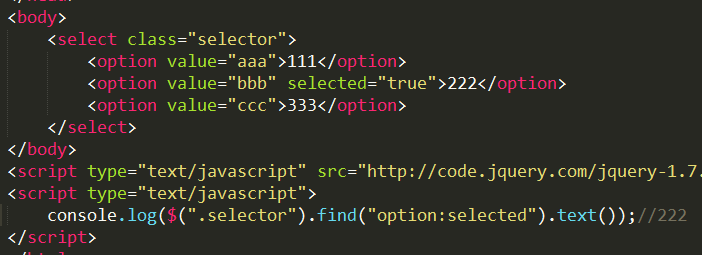 <body>
<select class="selector">
<option value="aaa">111</option>
<option value="bbb" selected="true">222</option>
<option value="ccc">333</option>
</select>
</body>
<script type="text/javascript" src="http://code.jquery.com/jquery-1.7.
<script type="text/javascript">
console.log($(".selector").find("option:selected").text());//222
</script>